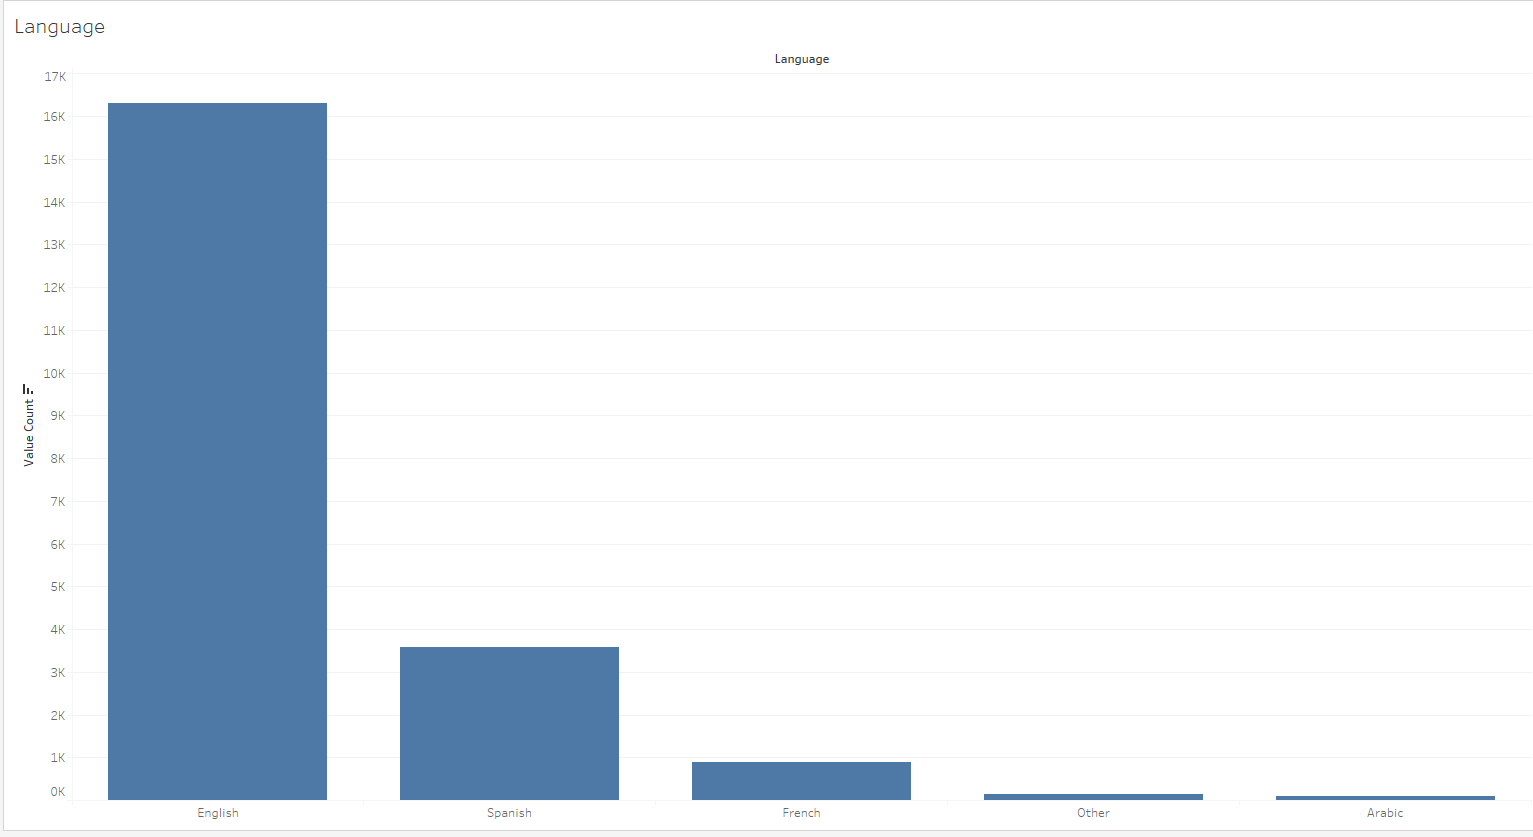 Language
Language
17K
16K
15K
14K
13K
12K
11K
10K
9K
8K
7K
6K
5K
4K
3K
2K
1K
0K
Value Count
English Spanish French Other Arabic